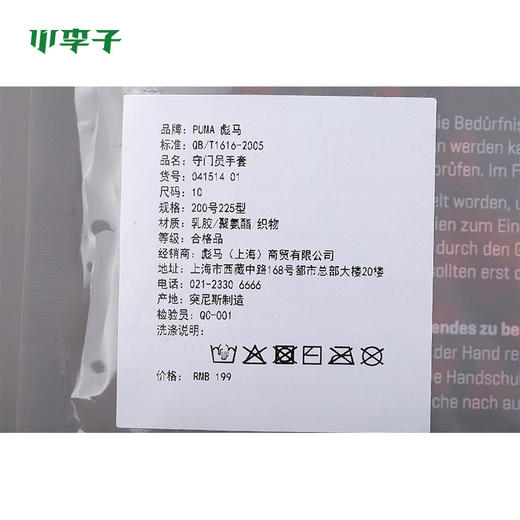 小李子
品牌: PUMA 彪马
标准: QB/T1616-2005
品名: 守门员手套
货号: 041514 01
尺码: 10
规格: 200号225型
材质: 乳胶/聚氨酯/织物
等级: 合格品
经销商: 彪马（上海）商贸有限公司
地址: 上海市西藏中路168号都市总部大楼20楼
电话: 021-2330 6666
产地: 突尼斯制造
检验员: QC-001
洗涤说明:
价格: RMB 199
ie Bedürfnis
en werden ka
prüfen. Im F
elt worden, u
durch den G
sollten erst d
endes zu be
der Hand re
ie Handschul
che nach au